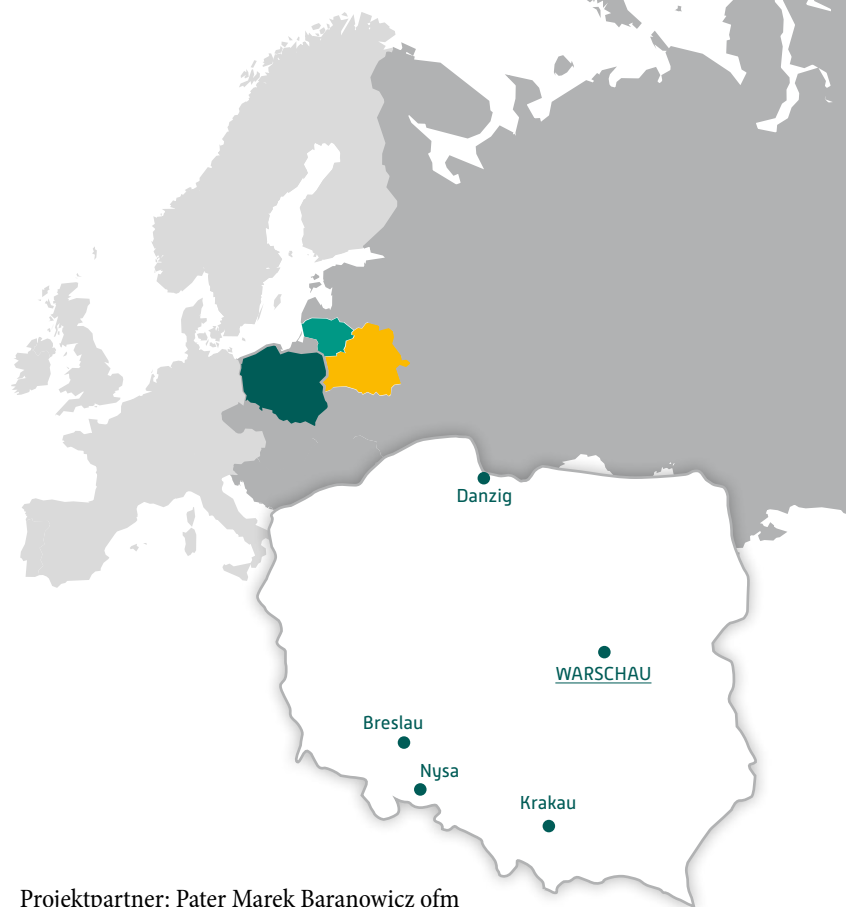 Danzig
WARSCHAU
Breslau
Nysa
Krakau
Projektpartner: Pater Marek Baranowicz ofm